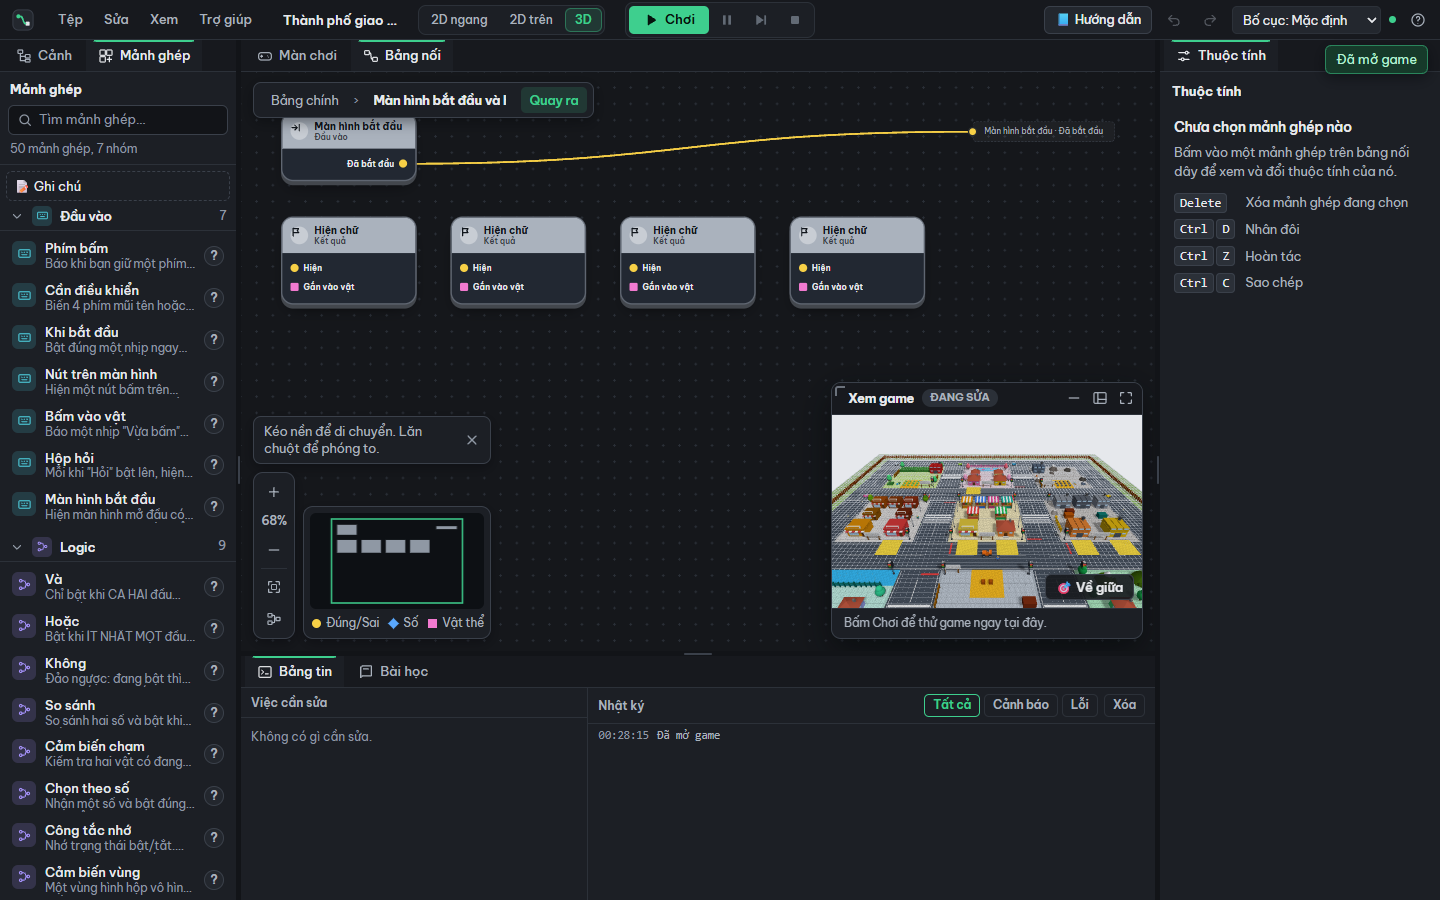 Tệp
Sửa
Xem
Trợ giúp
Thành phố giao ...
2D ngang
2D trên
3D
Chơi
Hướng dẫn
Bố cục: Mặc định
Cảnh
Mảnh ghép
Màn chơi
Bảng nối
Thuộc tính
Đã mở game
Mảnh ghép
Tìm mảnh ghép...
50 mảnh ghép, 7 nhóm
Ghi chú
Đầu vào 7
Phím bấm
Báo khi bạn giữ một phím...
Cần điều khiển
Biến 4 phím mũi tên hoặc...
Khi bắt đầu
Bật đúng một nhịp ngay...
Nút trên màn hình
Hiện một nút bấm trên...
Bấm vào vật
Báo một nhịp "Vừa bấm"...
Hộp hỏi
Mỗi khi "Hỏi" bật lên, hiện...
Màn hình bắt đầu
Hiện màn hình mở đầu có...
Logic 9
Và
Chỉ bật khi CẢ HAI đầu...
Hoặc
Bật khi ÍT NHẤT MỘT đầu...
Không
Đảo ngược: đang bật thì...
So sánh
So sánh hai số và bật khi...
Cảm biến chạm
Kiểm tra hai vật có đang...
Chọn theo số
Nhận một số và bật đúng...
Công tắc nhớ
Nhớ trạng thái bật/tắt....
Cảm biến vùng
Một vùng hình hộp vô hìn...
Bảng chính
Màn hình bắt đầu và l
Quay ra
Màn hình bắt đầu
Đầu vào
Đã bắt đầu
Màn hình bắt đầu · Đã bắt đầu
Hiện chữ
Kết quả
Hiện
Gắn vào vật
Hiện chữ
Kết quả
Hiện
Gắn vào vật
Hiện chữ
Kết quả
Hiện
Gắn vào vật
Hiện chữ
Kết quả
Hiện
Gắn vào vật
Kéo nền để di chuyển. Lăn
chuột để phóng to.
68%
Đúng/Sai
Số
Vật thể
Xem game
ĐANG SỬA
Về giữa
Bấm Chơi để thử game ngay tại đây.
Bảng tin
Bài học
Việc cần sửa
Không có gì cần sửa.
Nhật ký
Tất cả
Cảnh báo
Lỗi
Xóa
00:28:15 Đã mở game
Thuộc tính
Chưa chọn mảnh ghép nào
Bấm vào một mảnh ghép trên bảng nối
dây để xem và đổi thuộc tính của nó.
Delete Xóa mảnh ghép đang chọn
Ctrl D Nhân đôi
Ctrl Z Hoàn tác
Ctrl C Sao chép